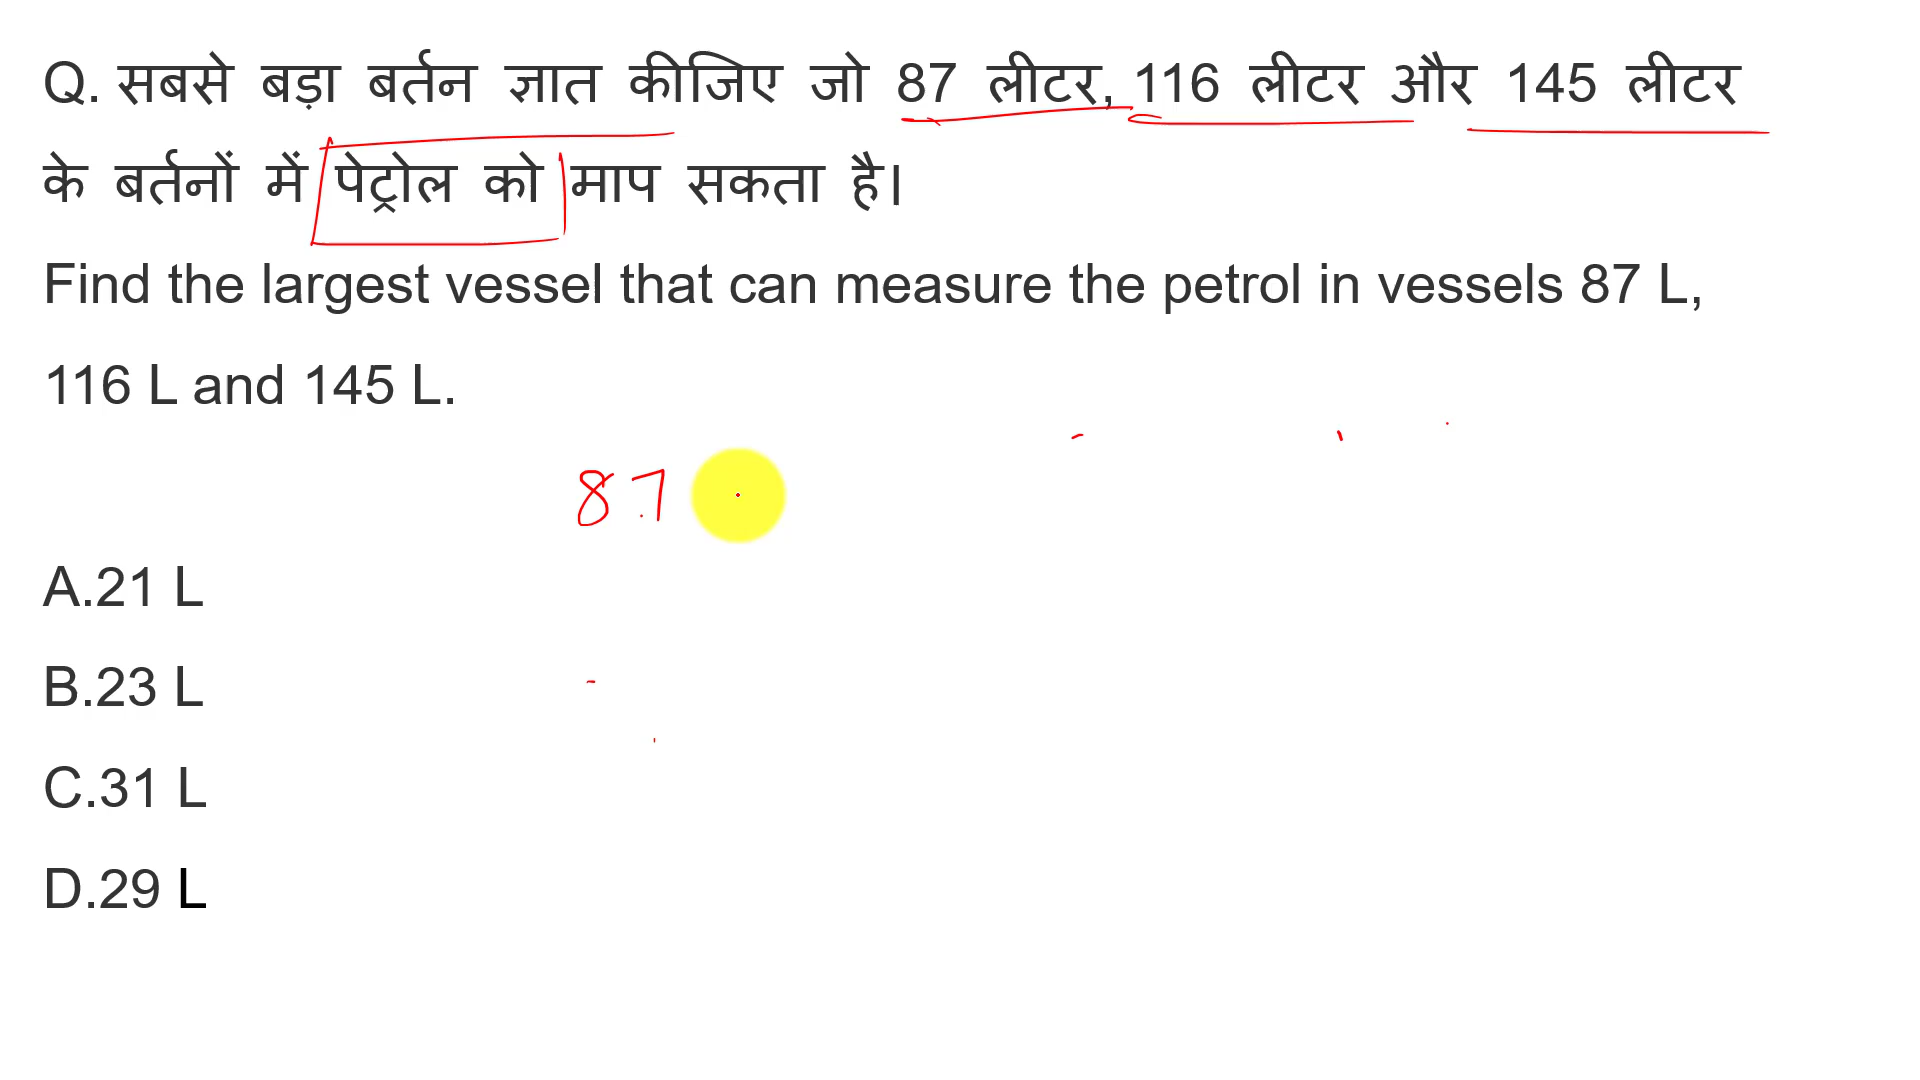 Q. सबसे बड़ा बर्तन ज्ञात कीजिए जो 87 लीटर, 116 लीटर और 145 लीटर
के बर्तनों में पेट्रोल को माप सकता है।
Find the largest vessel that can measure the petrol in vessels 87 L,
116 L and 145 L.
87
A.21 L
B.23 L
C.31 L
D.29 L